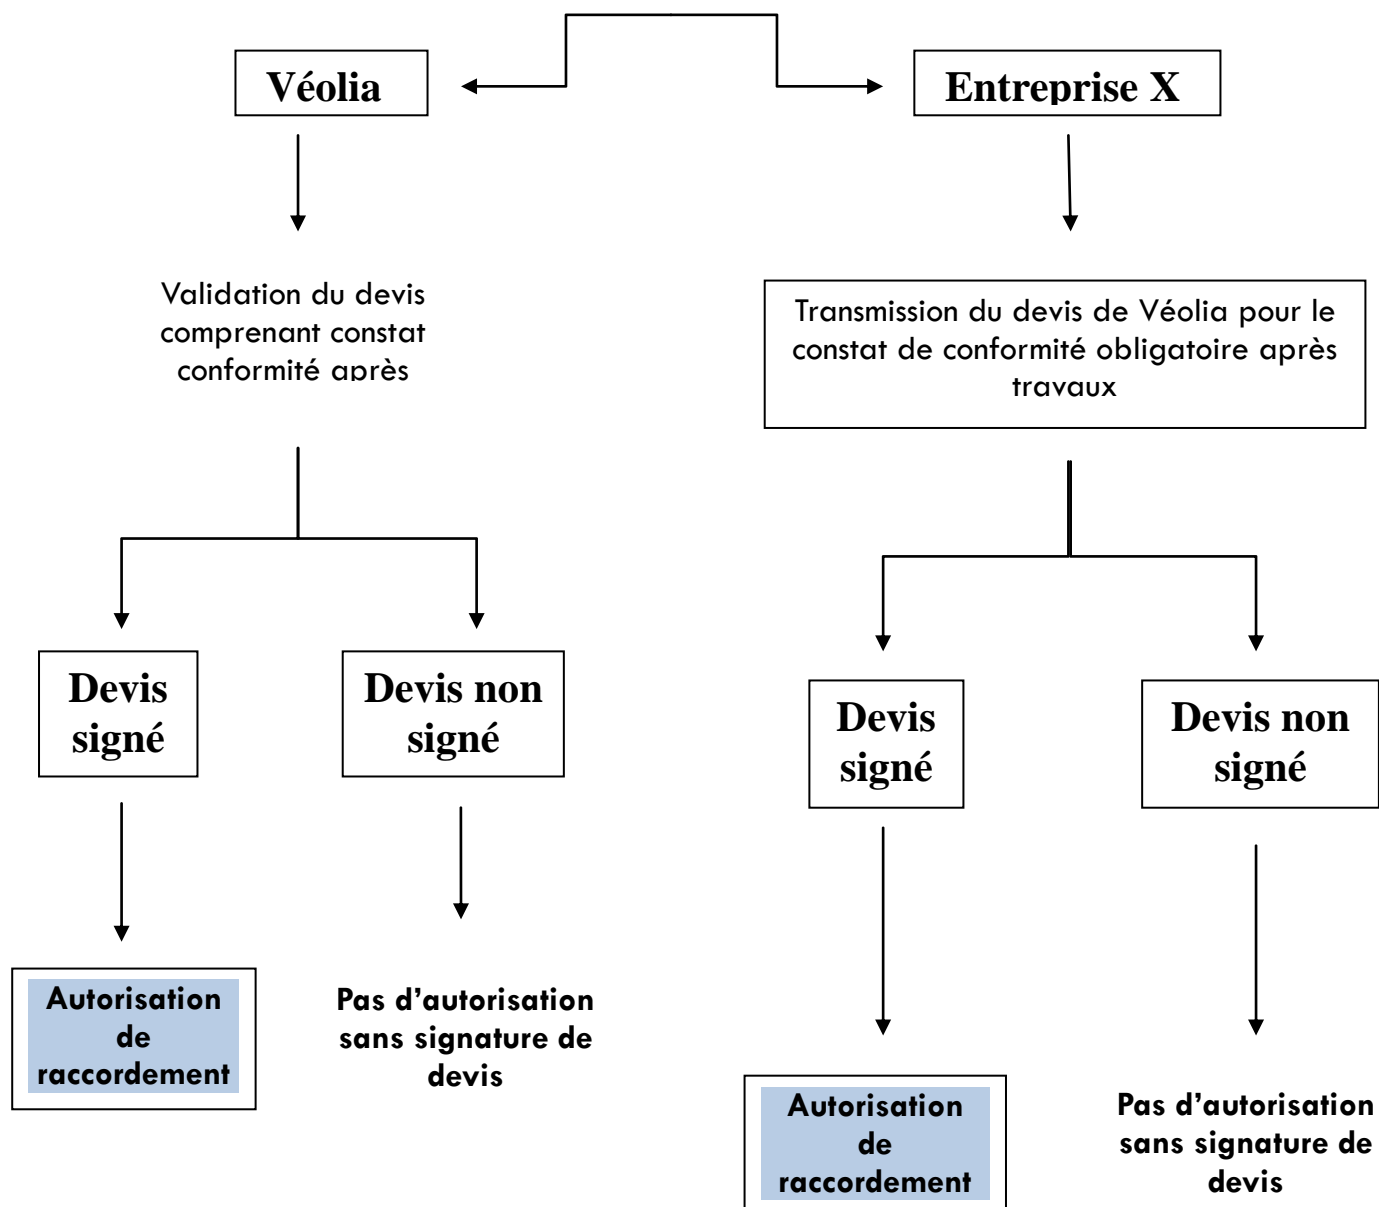 Véolia
Entreprise X
Validation du devis
comprenant constat
conformité après
Transmission du devis de Véolia pour le
constat de conformité obligatoire après
travaux
Devis
signé
Devis non
signé
Devis
signé
Devis non
signé
Autorisation
de
raccordement
Pas d’autorisation
sans signature de
devis
Autorisation
de
raccordement
Pas d’autorisation
sans signature de
devis